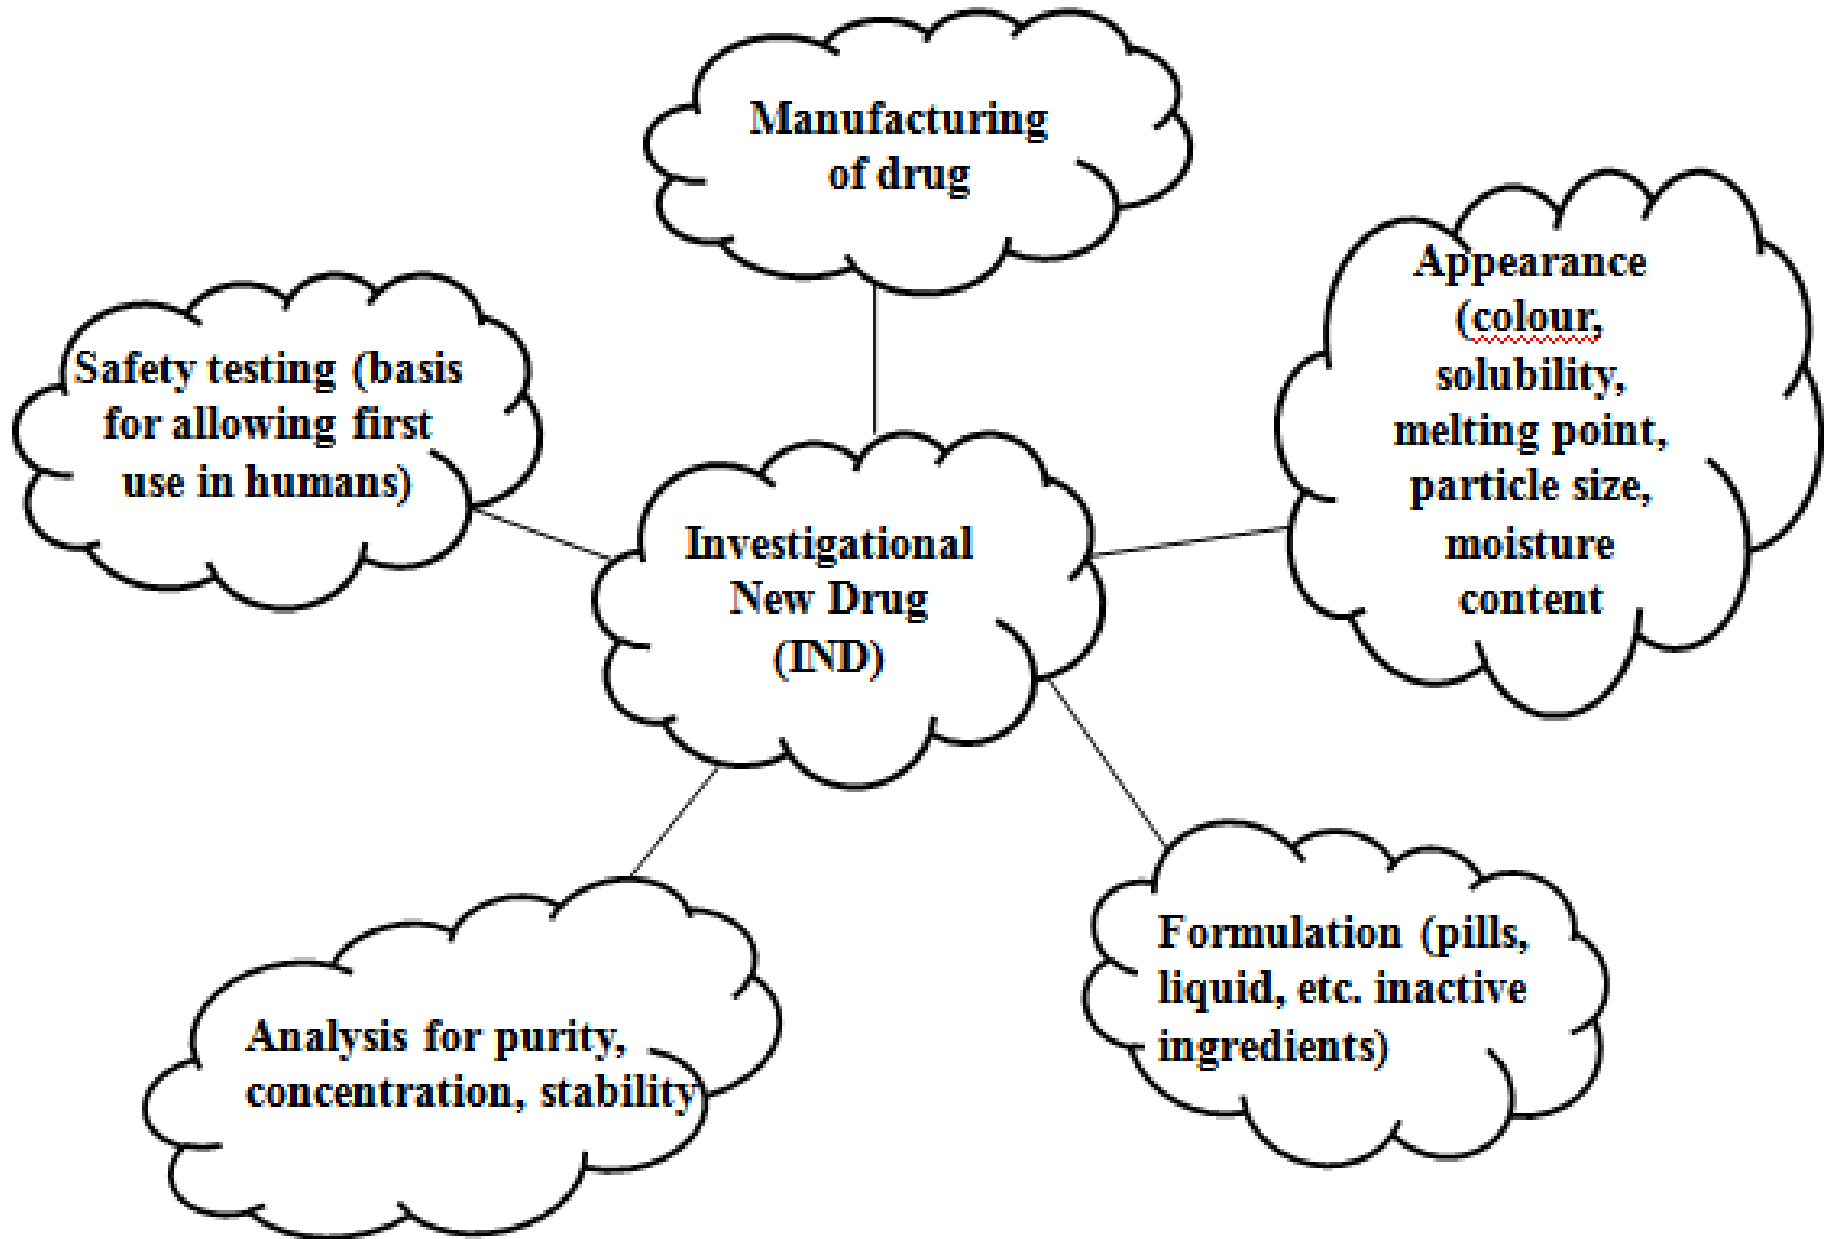 Manufacturing
of drug
Appearance
(colour,
solubility,
melting point,
particle size,
moisture
content
Safety testing (basis
for allowing first
use in humans)
Investigational
New Drug
(IND)
Formulation (pills,
liquid, etc. inactive
ingredients)
Analysis for purity,
concentration, stability